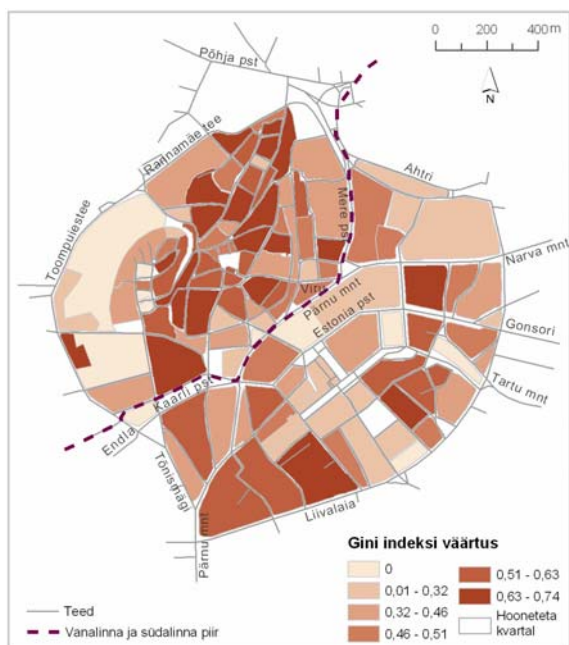 0 200 400 m
N
Põhja pst
Rannamäe tee
Toompuiestee
Ahtri
Mere pst
Narva mnt
Viru
Pärnu mnt
Estonia pst
Gonsori
Tartu mnt
Kaarli pst
Endla
Tõnismägi
Liivalaia
Pärnu mnt
Gini indeksi väärtus
0
0,01 - 0,32
0,32 - 0,46
0,46 - 0,51
0,51 - 0,63
0,63 - 0,74
Hooneteta
kvartal
Teed
Vanalinna ja südalinna piir